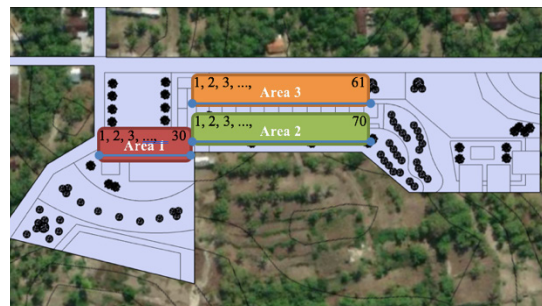 1, 2, 3, ..., 61
Area 3
1, 2, 3, ..., 70
Area 2
1, 2, 3, ..., 30
Area 1